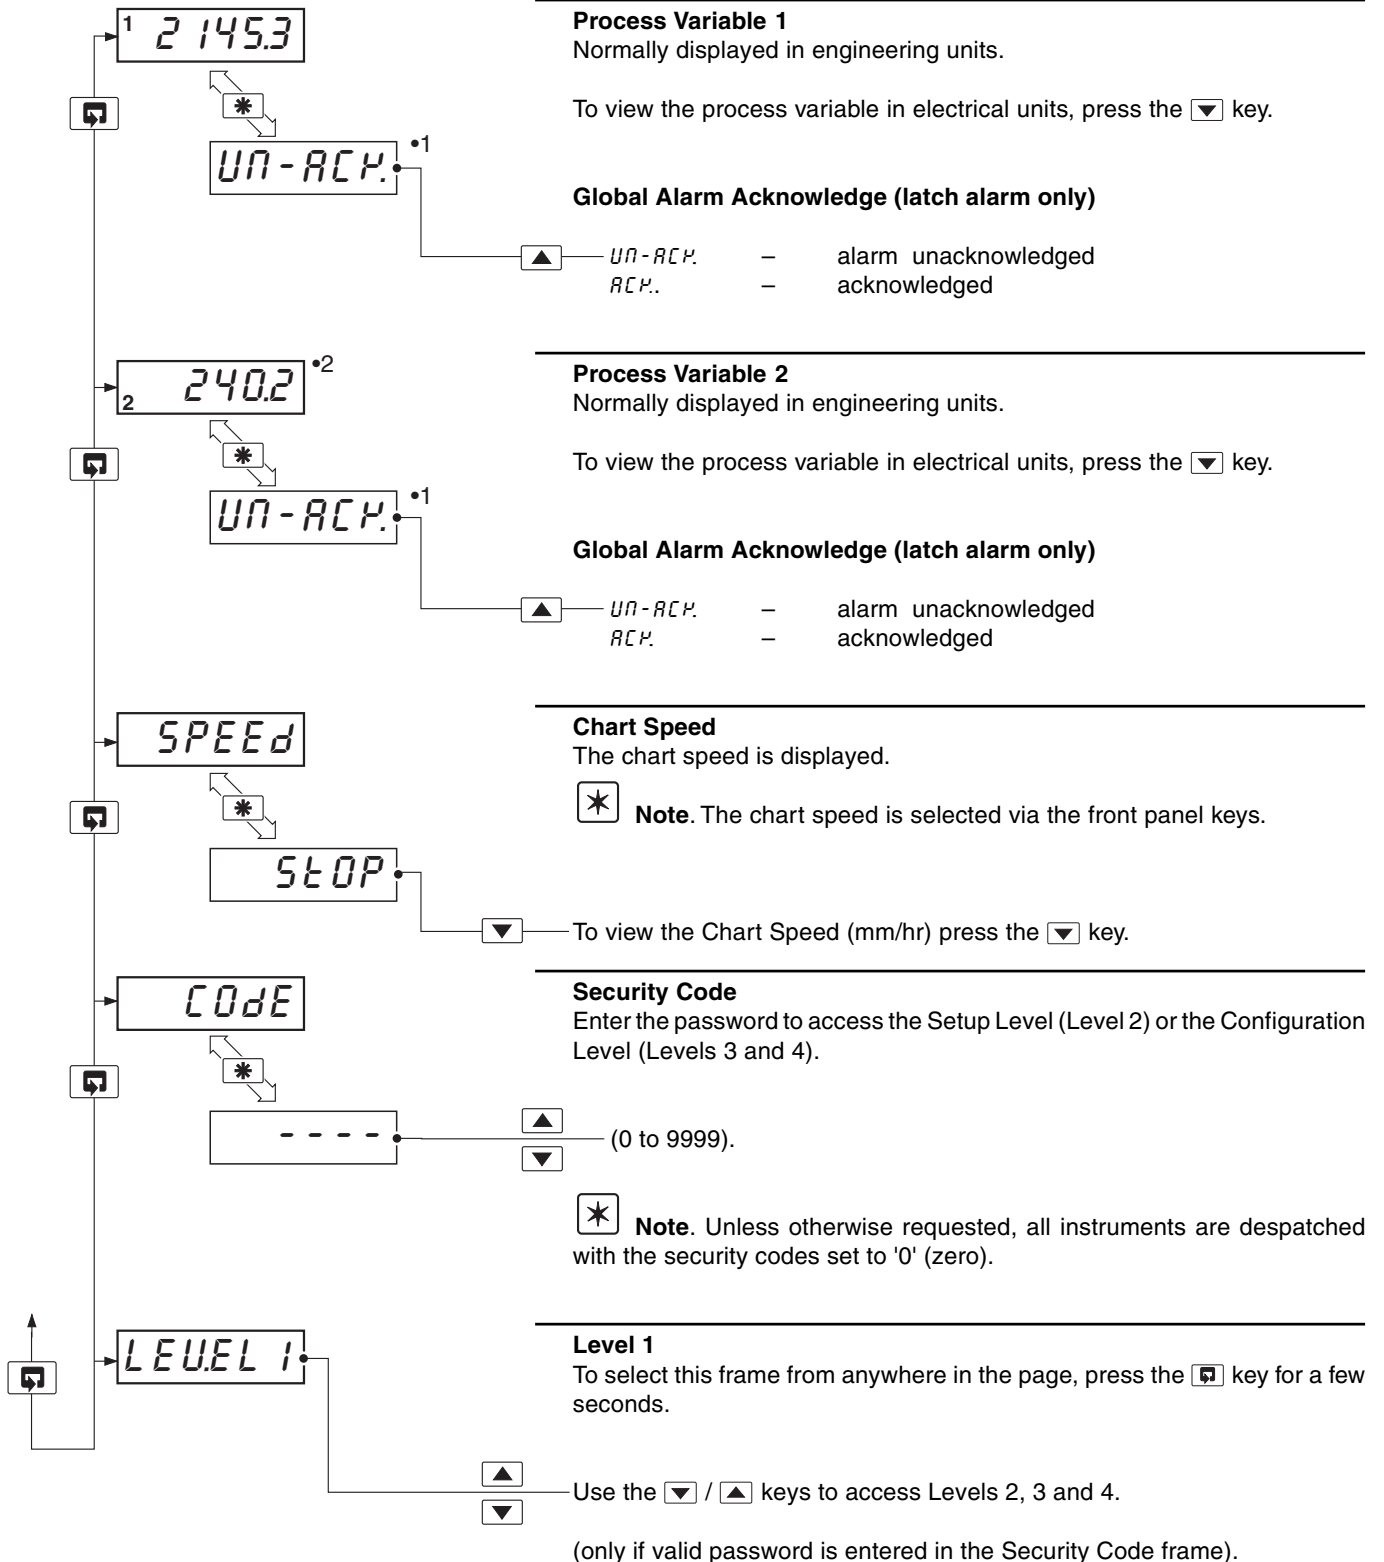 1 2145.3
Process Variable 1
Normally displayed in engineering units.
To view the process variable in electrical units, press the ▼ key.
UN-ACK. •1
Global Alarm Acknowledge (latch alarm only)
▲ UN-ACK. – alarm unacknowledged
ACK.. – acknowledged
2 240.2 •2
Process Variable 2
Normally displayed in engineering units.
To view the process variable in electrical units, press the ▼ key.
UN-ACK. •1
Global Alarm Acknowledge (latch alarm only)
▲ UN-ACK. – alarm unacknowledged
ACK. – acknowledged
SPEEd
Chart Speed
The chart speed is displayed.
Note. The chart speed is selected via the front panel keys.
StOP
▼ To view the Chart Speed (mm/hr) press the ▼ key.
COdE
Security Code
Enter the password to access the Setup Level (Level 2) or the Configuration
Level (Levels 3 and 4).
- - - - ▲ ▼ (0 to 9999).
Note. Unless otherwise requested, all instruments are despatched
with the security codes set to '0' (zero).
LEV.EL 1
Level 1
To select this frame from anywhere in the page, press the key for a few
seconds.
▲ ▼ Use the ▼ / ▲ keys to access Levels 2, 3 and 4.
(only if valid password is entered in the Security Code frame).